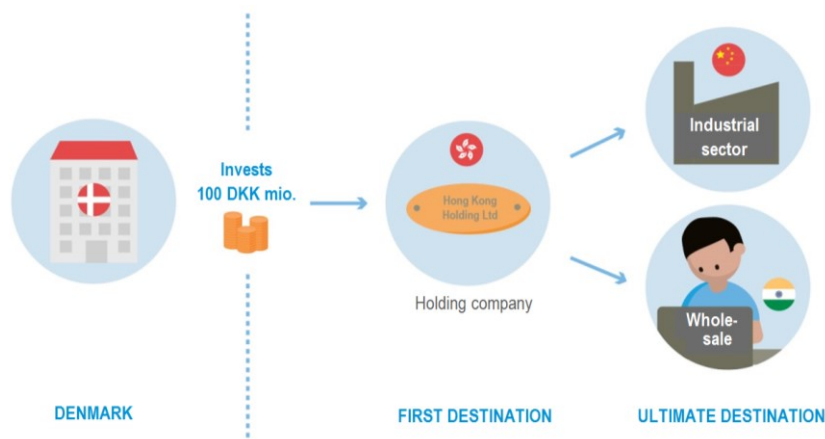 Invests
100 DKK mio.
Hong Kong
Holding Ltd
Holding company
Industrial
sector
Whole-
sale
DENMARK
FIRST DESTINATION
ULTIMATE DESTINATION